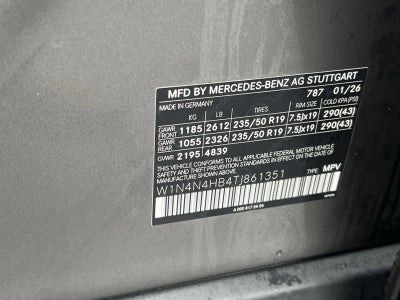 MFD BY MERCEDES-BENZ AG STUTTGART
MADE IN GERMANY 787 01/26
KG LB TIRES RIM SIZE COLD KPA (PSI)
GAWR FRONT 1185 2612 235/50 R19 7.5Jx19 290(43)
GAWR REAR 1055 2326 235/50 R19 7.5Jx19 290(43)
GVWR 2195 4839
THIS VEHICLE CONFORMS TO ALL APPLICABLE
FEDERAL MOTOR VEHICLE SAFETY STANDARDS
IN EFFECT ON THE DATE OF
MANUFACTURE SHOWN ABOVE.
W1N4N4HB4TJ861351 TYPE: MPV